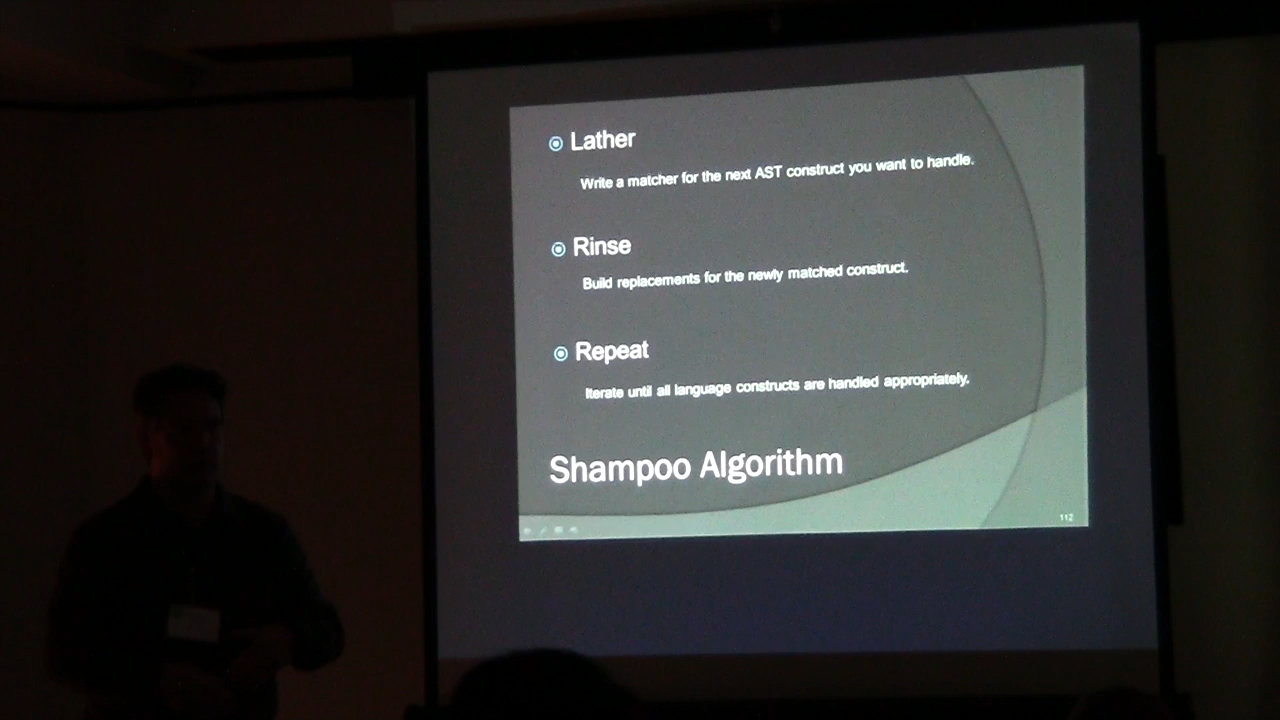 Lather
Write a matcher for the next AST construct you want to handle.
Rinse
Build replacements for the newly matched construct.
Repeat
Iterate until all language constructs are handled appropriately.
Shampoo Algorithm
112